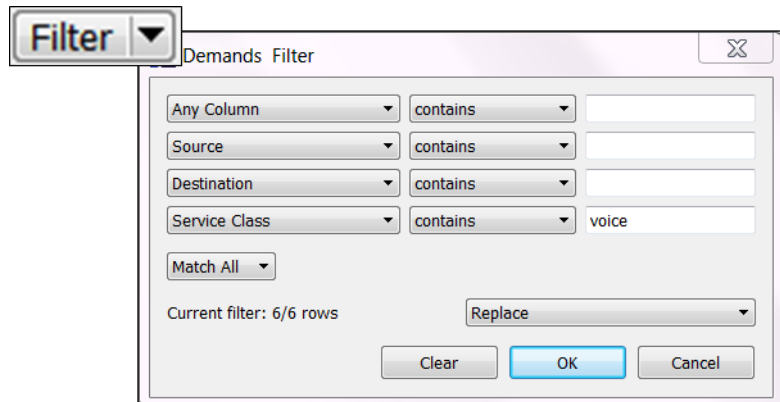 Filter
Demands Filter
Any Column contains
Source contains
Destination contains
Service Class contains voice
Match All
Current filter: 6/6 rows Replace
Clear OK Cancel